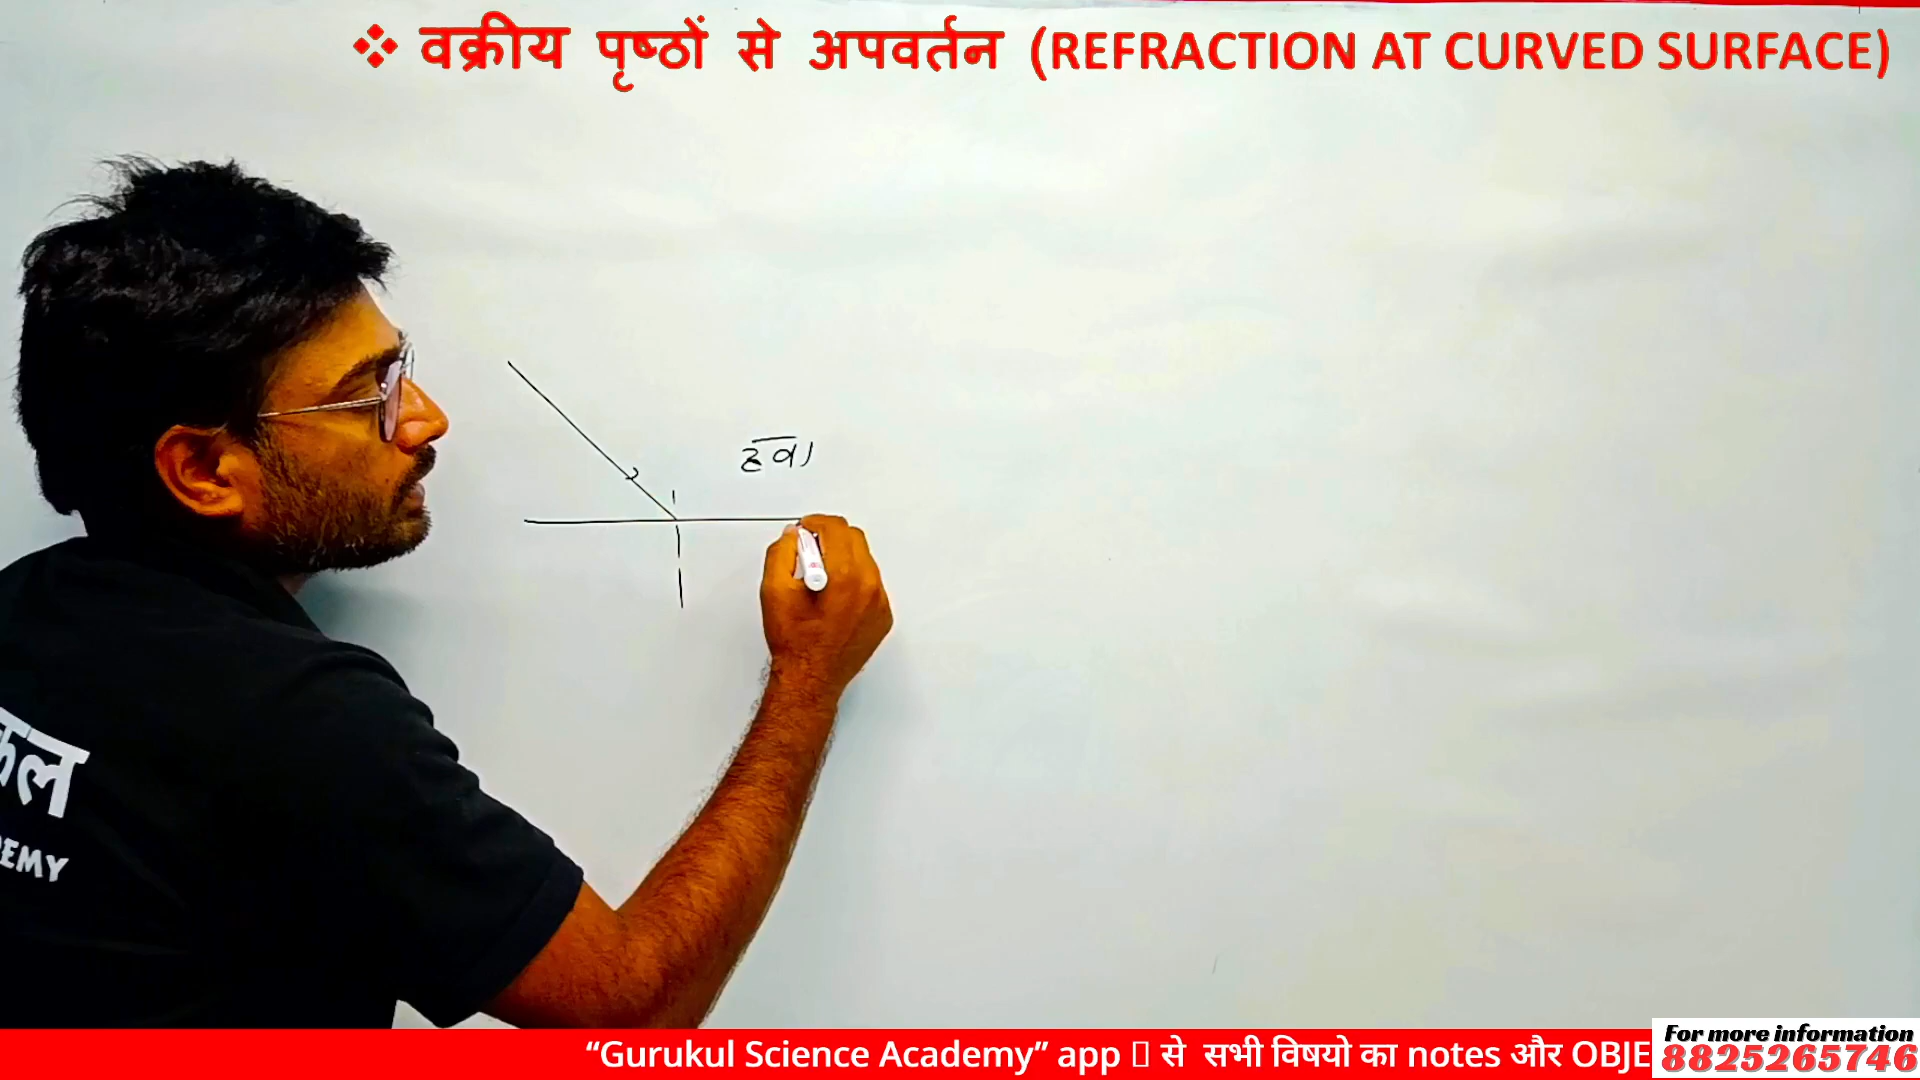 ❖ वक्रीय पृष्ठों से अपवर्तन (REFRACTION AT CURVED SURFACE)
हवा
कुल
DEMY
“Gurukul Science Academy” app से सभी विषयो का notes और OBJE
For more information
8825265746